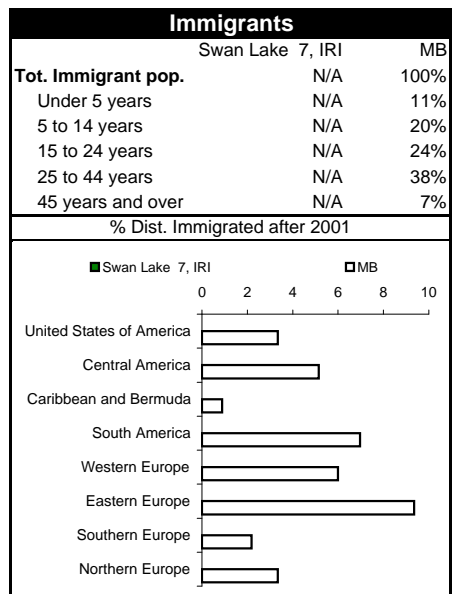 Immigrants
Swan Lake 7, IRI MB
Tot. Immigrant pop. N/A 100%
Under 5 years N/A 11%
5 to 14 years N/A 20%
15 to 24 years N/A 24%
25 to 44 years N/A 38%
45 years and over N/A 7%
% Dist. Immigrated after 2001
Swan Lake 7, IRI MB
0 2 4 6 8 10
United States of America
Central America
Caribbean and Bermuda
South America
Western Europe
Eastern Europe
Southern Europe
Northern Europe